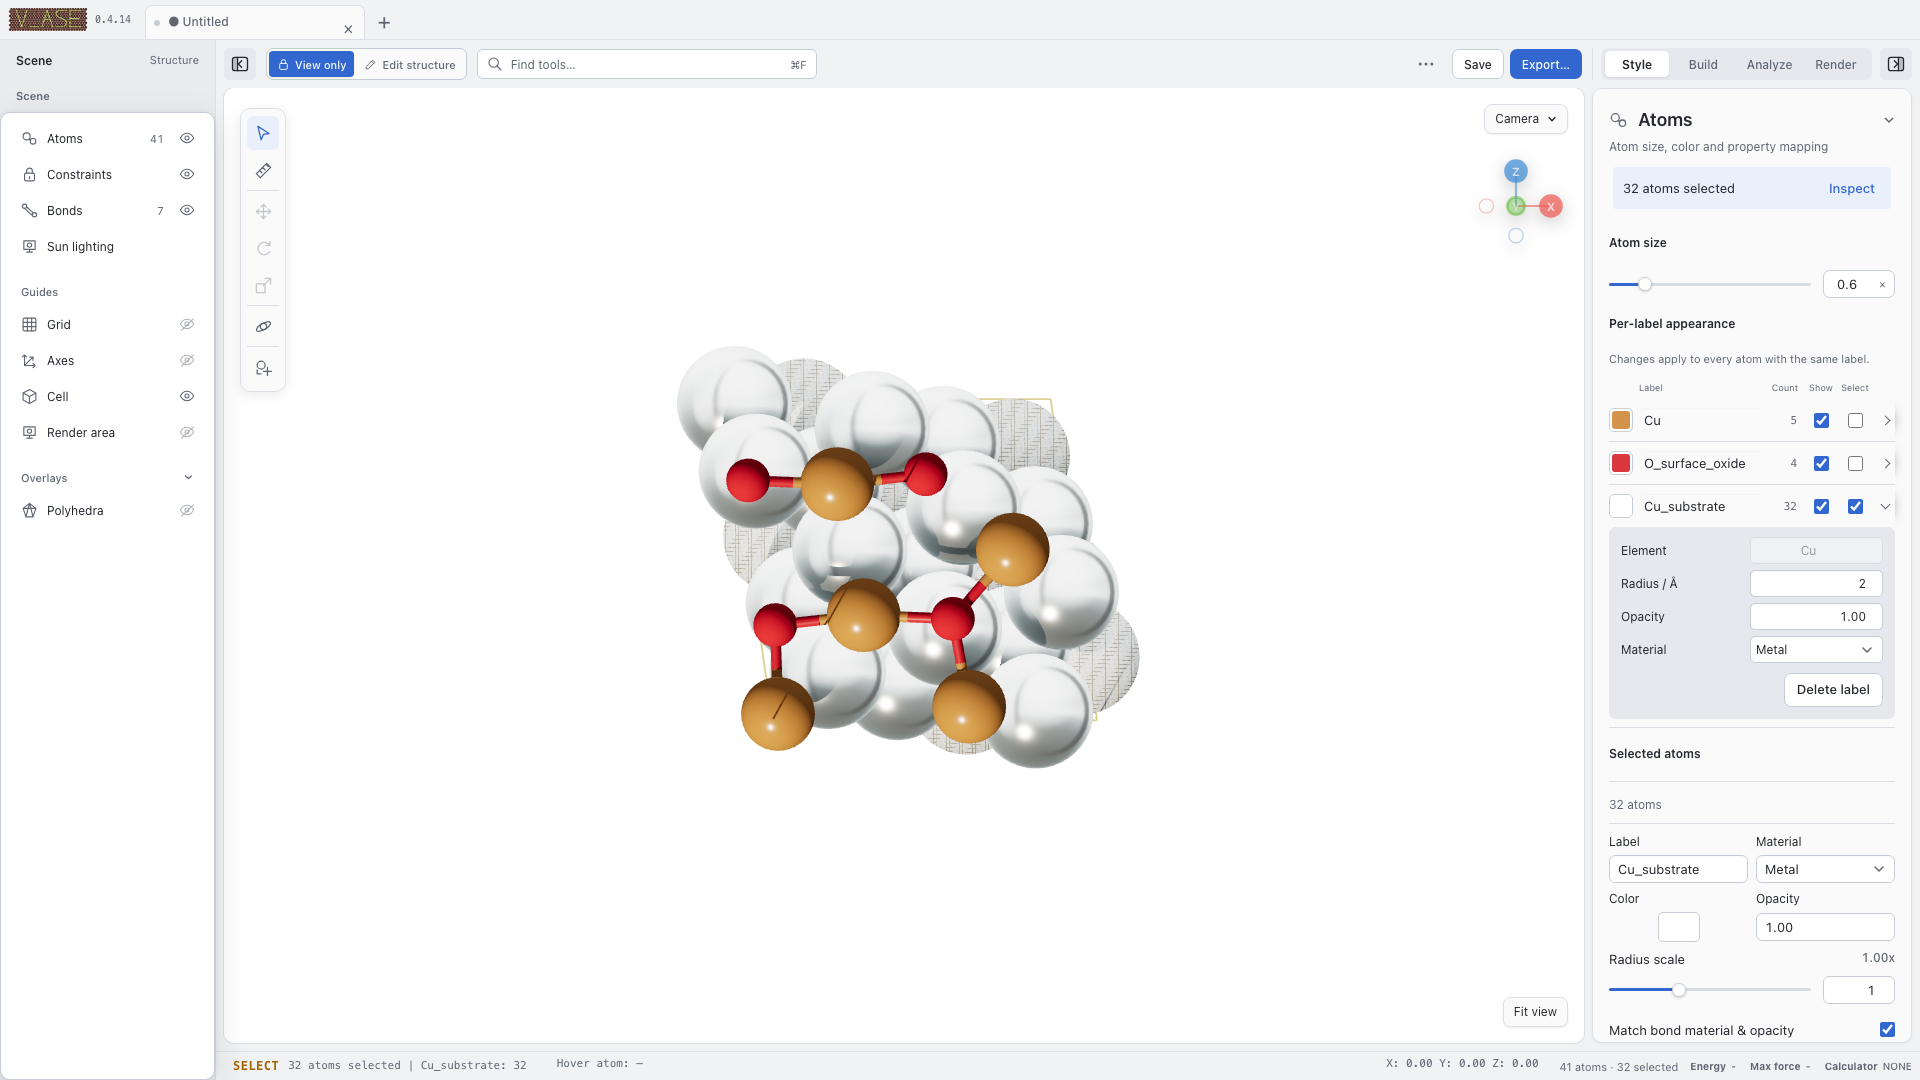 V_ASE 0.4.14
Untitled
Scene Structure
View only Edit structure
Find tools... ⌘F
Save Export...
Style Build Analyze Render
Scene
Atoms 41
Constraints
Bonds 7
Sun lighting
Guides
Grid
Axes
Cell
Render area
Overlays
Polyhedra
Camera
Z
X
Fit view
Atoms
Atom size, color and property mapping
32 atoms selected Inspect
Atom size
0.6 ×
Per-label appearance
Changes apply to every atom with the same label.
Label Count Show Select
Cu 5
O_surface_oxide 4
Cu_substrate 32
Element Cu
Radius / Å 2
Opacity 1.00
Material Metal
Delete label
Selected atoms
32 atoms
Label Material
Cu_substrate Metal
Color Opacity
1.00
Radius scale 1.00x
1
Match bond material & opacity
SELECT 32 atoms selected | Cu_substrate: 32 Hover atom: —
X: 0.00 Y: 0.00 Z: 0.00 41 atoms · 32 selected Energy - Max force - Calculator NONE